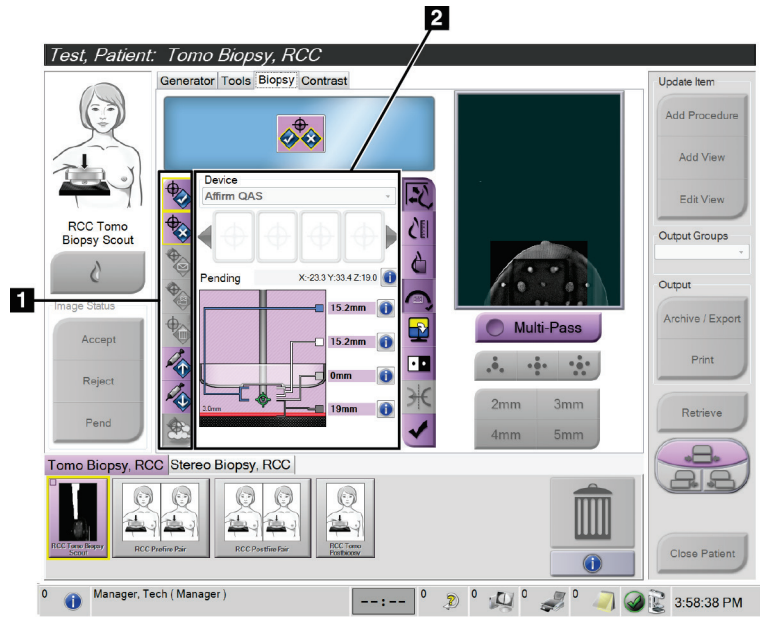 2
1
Test, Patient: Tomo Biopsy, RCC
Generator Tools Biopsy Contrast
RCC Tomo
Biopsy Scout
Image Status
Accept
Reject
Pend
Device
Affirm QAS
Pending X:-23.3 Y:33.4 Z:19.0
15.2mm
15.2mm
0mm
19mm
3.0mm
Multi-Pass
2mm 3mm
4mm 5mm
Update Item
Add Procedure
Add View
Edit View
Output Groups
Output
Archive / Export
Print
Retrieve
Close Patient
Tomo Biopsy, RCC Stereo Biopsy, RCC
RCC Tomo Biopsy
Scout
RCC Prefire Pair
RCC Postfire Pair
RCC Tomo
Postbiopsy
0 Manager, Tech ( Manager ) --:-- 0 0 0 0 3:58:38 PM